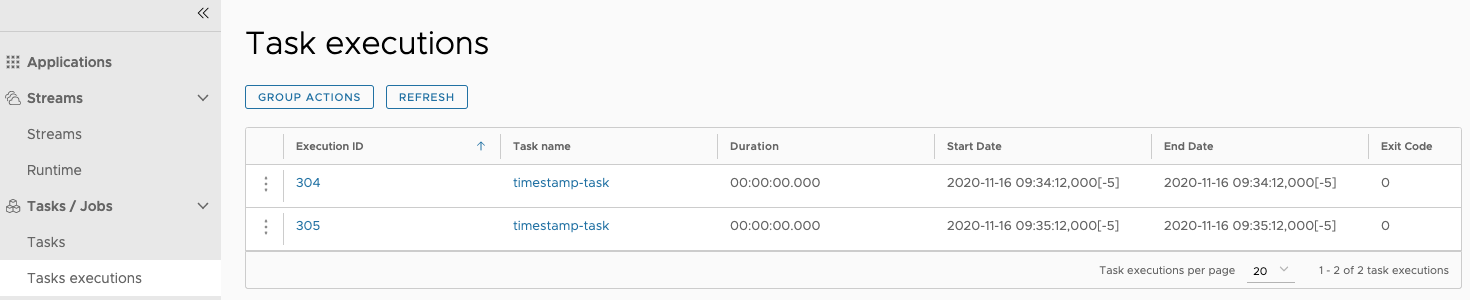 Applications
Streams
Streams
Runtime
Tasks / Jobs
Tasks
Tasks executions
Task executions
GROUP ACTIONS REFRESH
Execution ID Task name Duration Start Date End Date Exit Code
304 timestamp-task 00:00:00.000 2020-11-16 09:34:12,000[-5] 2020-11-16 09:34:12,000[-5] 0
305 timestamp-task 00:00:00.000 2020-11-16 09:35:12,000[-5] 2020-11-16 09:35:12,000[-5] 0
Task executions per page 20 1 - 2 of 2 task executions